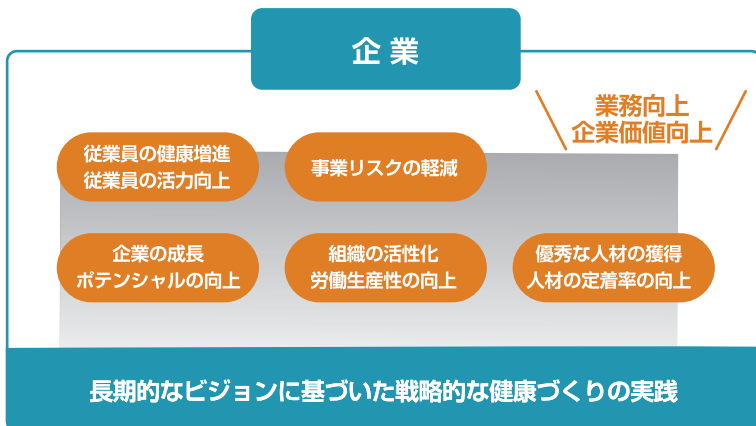 企業
業務向上
企業価値向上
従業員の健康増進
従業員の活力向上
事業リスクの軽減
企業の成長
ポテンシャルの向上
組織の活性化
労働生産性の向上
優秀な人材の獲得
人材の定着率の向上
長期的なビジョンに基づいた戦略的な健康づくりの実践